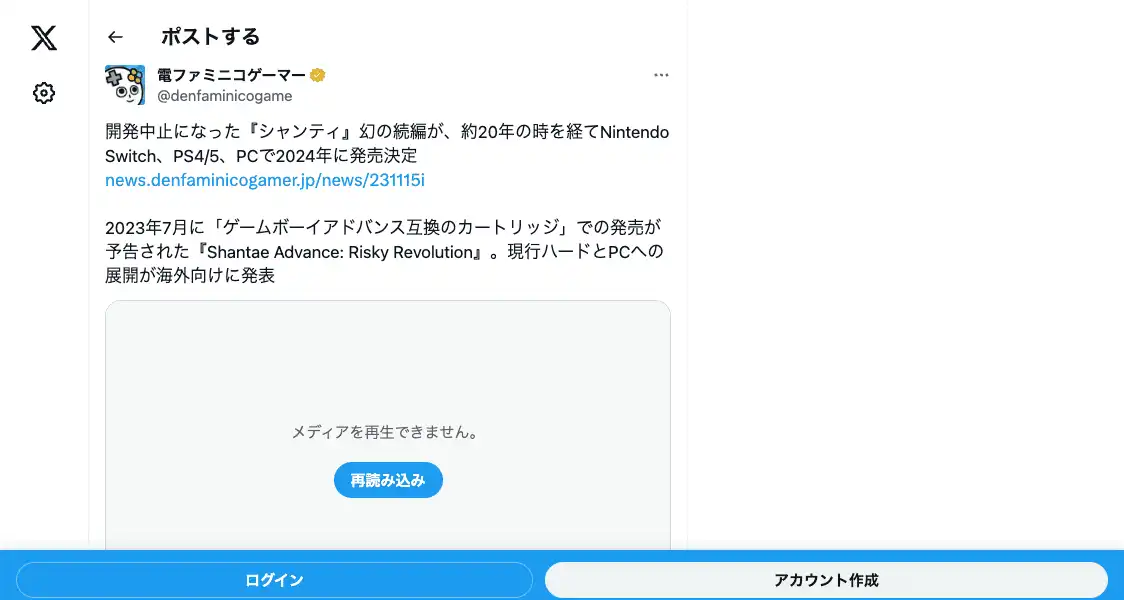 ポストする
電ファミニコゲーマー
@denfaminicogame
開発中止になった『シャンティ』幻の続編が、約20年の時を経てNintendo
Switch、PS4/5、PCで2024年に発売決定
news.denfaminicogamer.jp/news/231115i
2023年7月に「ゲームボーイアドバンス互換のカートリッジ」での発売が
予告された『Shantae Advance: Risky Revolution』。現行ハードとPCへの
展開が海外向けに発表
メディアを再生できません。
再読み込み
ログイン
アカウント作成